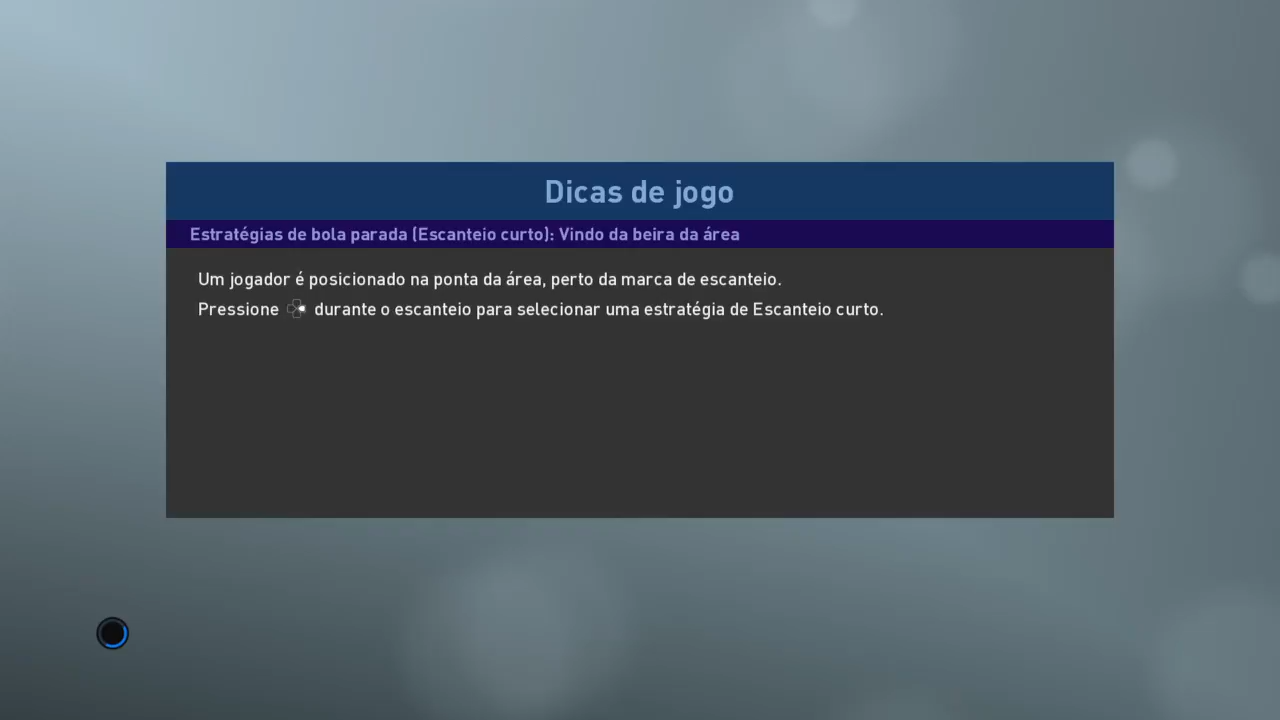 Dicas de jogo
Estratégias de bola parada (Escanteio curto): Vindo da beira da área
Um jogador é posicionado na ponta da área, perto da marca de escanteio.
Pressione durante o escanteio para selecionar uma estratégia de Escanteio curto.